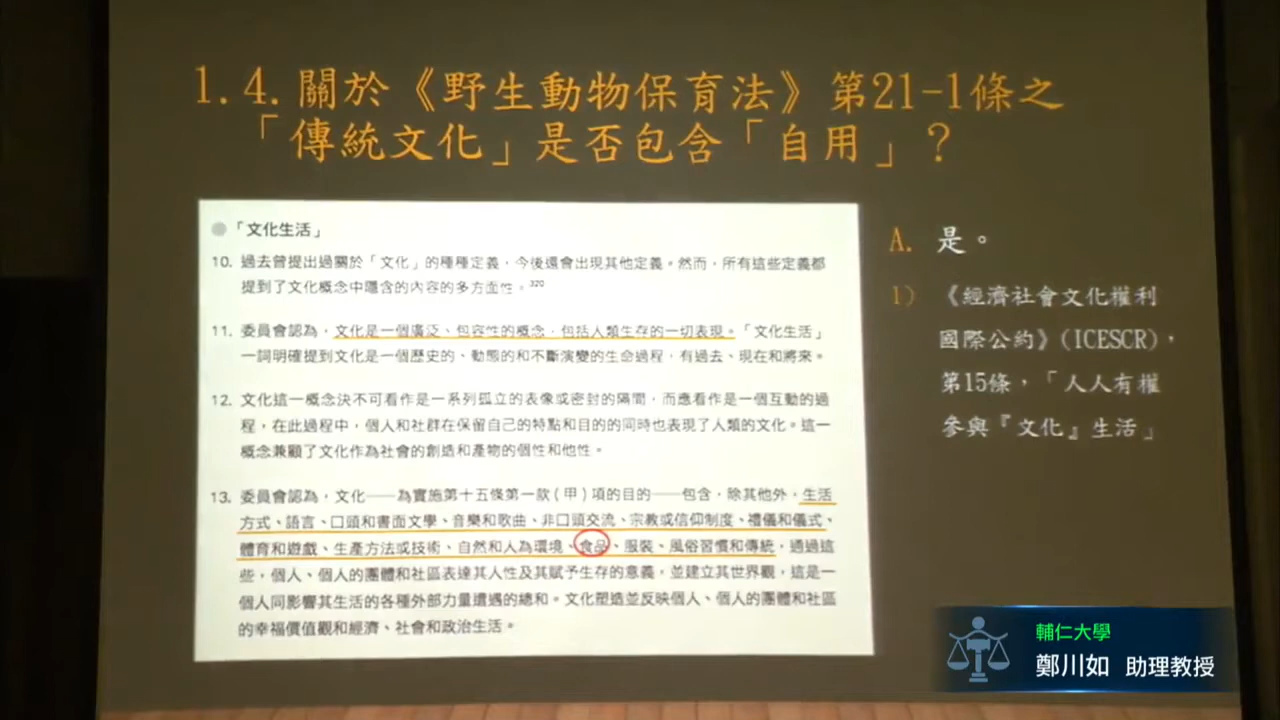 1.4.關於《野生動物保育法》第21-1條之
「傳統文化」是否包含「自用」？
「文化生活」
10. 過去曾提出過關於「文化」的種種定義，今後還會出現其他定義。然而，所有這些定義都
提到了文化概念中隱含的內容的多方面性。320
11. 委員會認為，文化是一個廣泛、包容性的概念，包括人類生存的一切表現。「文化生活」
一詞明確提到文化是一個歷史的、動態的和不斷演變的生命過程，有過去、現在和將來。
12. 文化這一概念決不可看作是一系列孤立的表像或密封的隔間，而應看作是一個互動的過
程，在此過程中，個人和社群在保留自己的特點和目的的同時也表現了人類的文化。這一
概念兼顧了文化作為社會的創造和產物的個性和他性。
13. 委員會認為，文化——為實施第十五條第一款（甲）項的目的——包含，除其他外，生活
方式、語言、口頭和書面文學、音樂和歌曲、非口頭交流、宗教或信仰制度、禮儀和儀式、
體育和遊戲、生產方法或技術、自然和人為環境、食品、服裝、風俗習慣和傳統，通過這
些，個人、個人的團體和社區表達其人性及其賦予生存的意義，並建立其世界觀，這是一
個人同影響其生活的各種外部力量遭遇的總和。文化塑造並反映個人、個人的團體和社區
的幸福價值觀和經濟、社會和政治生活。
A. 是。
1) 《經濟社會文化權利
國際公約》(ICESCR)，
第15條，「人人有權
參與『文化』生活」
輔仁大學
鄭川如 助理教授